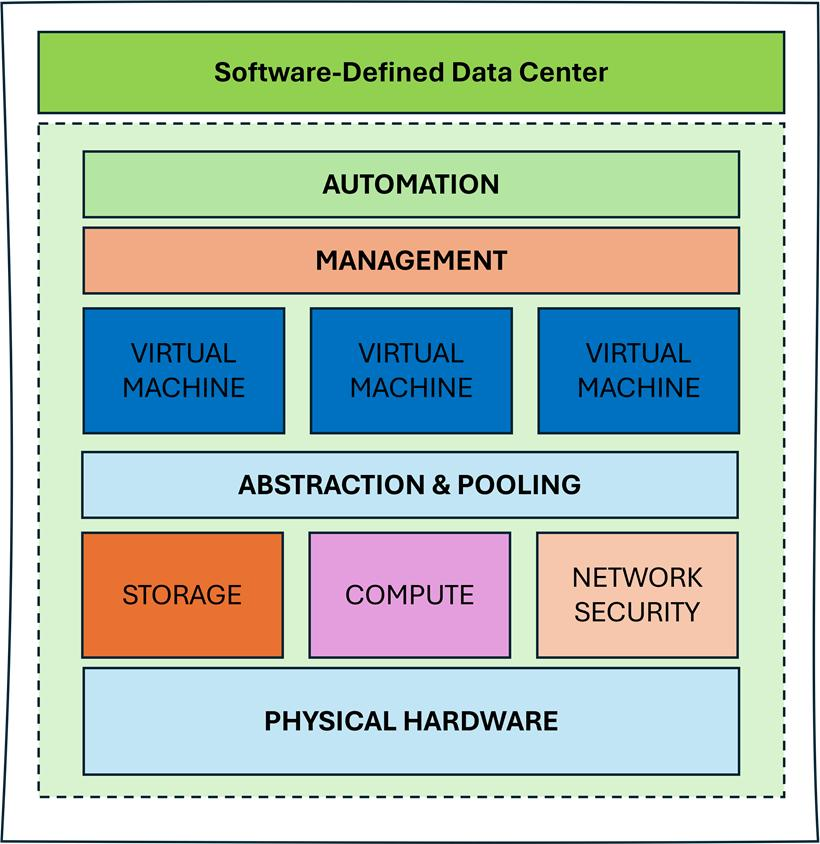 Software-Defined Data Center
AUTOMATION
MANAGEMENT
VIRTUAL
MACHINE
VIRTUAL
MACHINE
VIRTUAL
MACHINE
ABSTRACTION & POOLING
STORAGE
COMPUTE
NETWORK
SECURITY
PHYSICAL HARDWARE